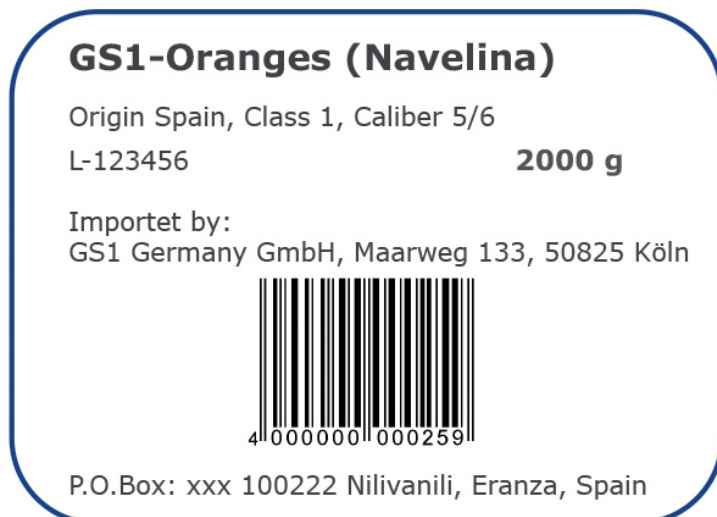 GS1-Oranges (Navelina)
Origin Spain, Class 1, Caliber 5/6
L-123456 2000 g
Importet by:
GS1 Germany GmbH, Maarweg 133, 50825 Köln
4 000000 000259
P.O.Box: xxx 100222 Nilivanili, Eranza, Spain